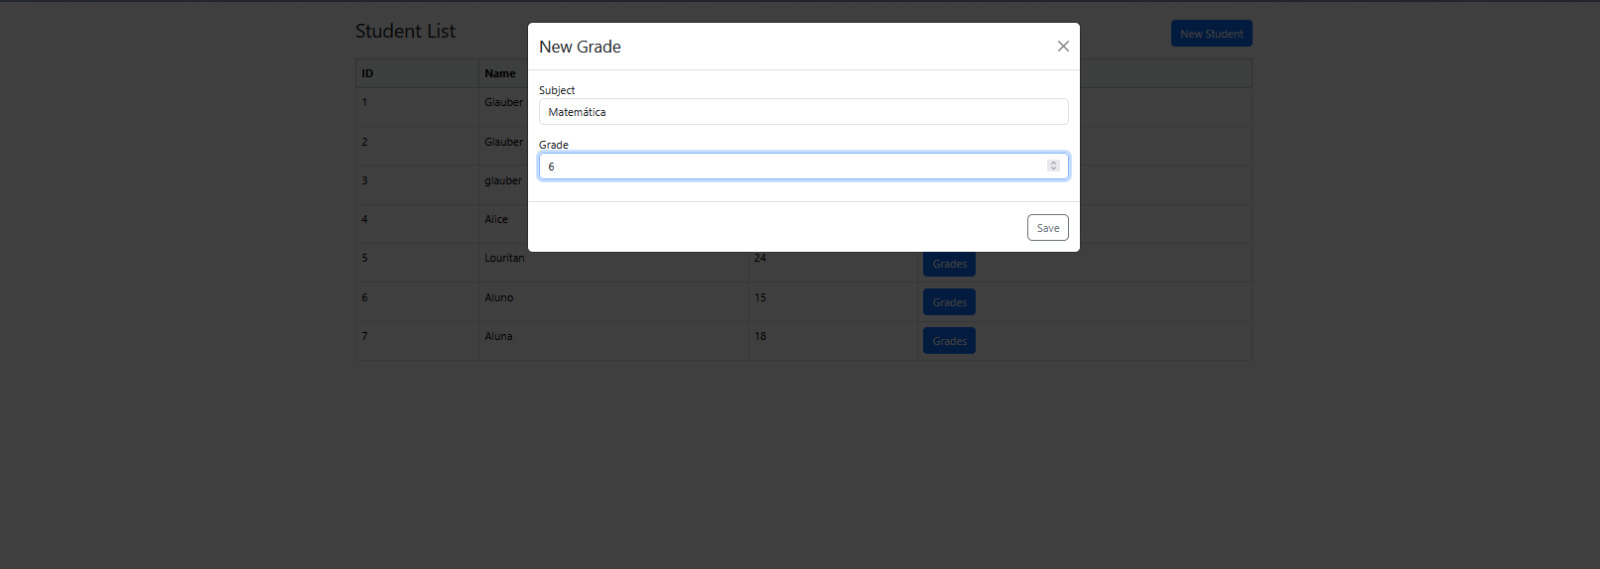 Student List
New Student
New Grade
Subject
Matemática
Grade
6
Save
ID Name
1 Glauber
2 Glauber
3 glauber
4 Alice
5 Louritan 24 Grades
6 Aluno 15 Grades
7 Aluna 18 Grades